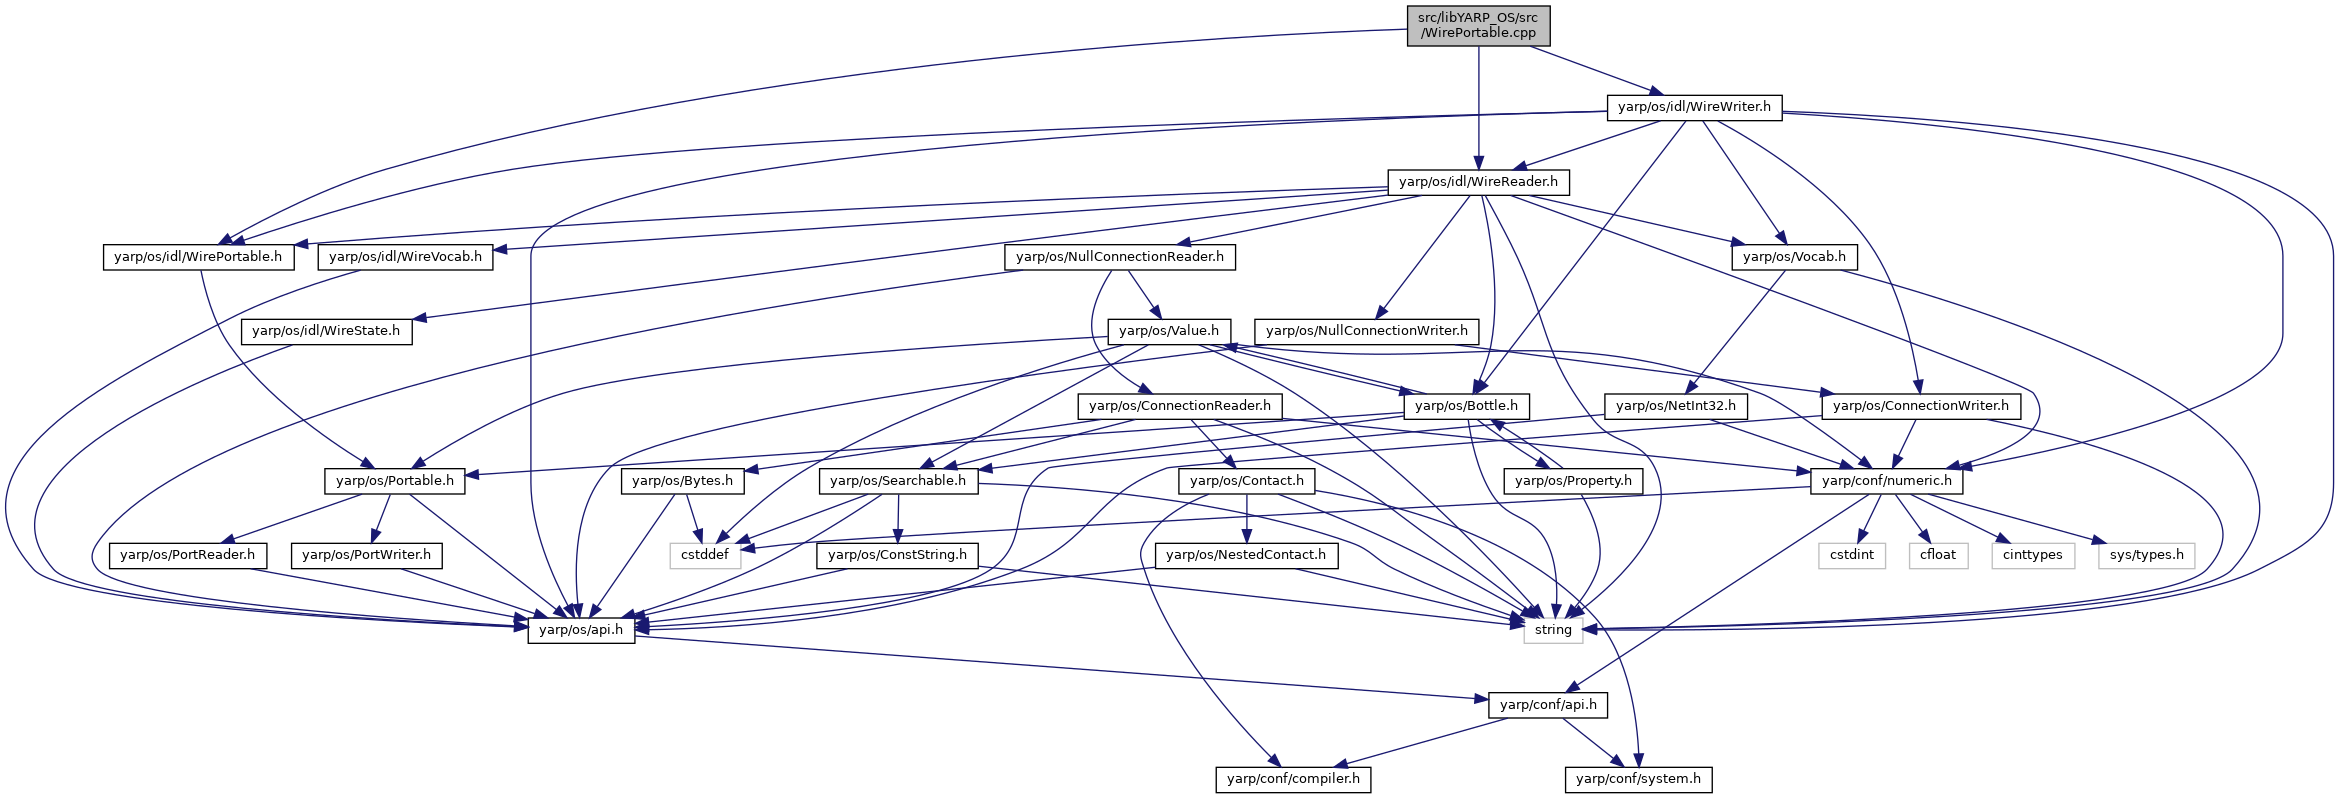 src/libYARP_OS/src
/WirePortable.cpp
yarp/os/idl/WireWriter.h
yarp/os/idl/WireReader.h
yarp/os/idl/WirePortable.h
yarp/os/idl/WireVocab.h
yarp/os/NullConnectionReader.h
yarp/os/Vocab.h
yarp/os/idl/WireState.h
yarp/os/Value.h
yarp/os/NullConnectionWriter.h
yarp/os/ConnectionReader.h
yarp/os/Bottle.h
yarp/os/NetInt32.h
yarp/os/ConnectionWriter.h
yarp/os/Portable.h
yarp/os/Bytes.h
yarp/os/Searchable.h
yarp/os/Contact.h
yarp/os/Property.h
yarp/conf/numeric.h
yarp/os/PortReader.h
yarp/os/PortWriter.h
cstddef
yarp/os/ConstString.h
yarp/os/NestedContact.h
cstdint
cfloat
cinttypes
sys/types.h
yarp/os/api.h
string
yarp/conf/api.h
yarp/conf/compiler.h
yarp/conf/system.h